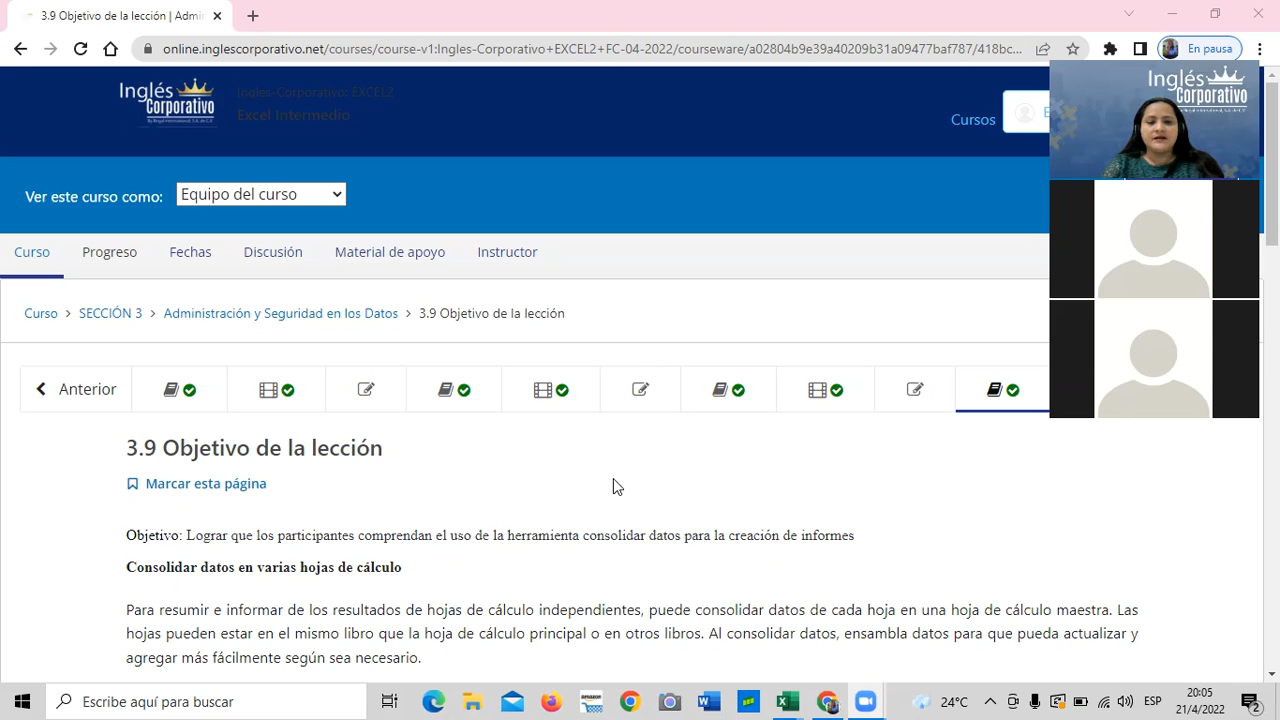 3.9 Objetivo de la lección | Admi
online.inglescorporativo.net/courses/course-v1:Ingles-Corporativo+EXCEL2+FC-04-2022/courseware/a02804b9e39a40209b31a09477baf787/418bc...
En pausa
Inglés
Corporativo
By Regal International, S.A. de C.V.
Ingles-Corporativo: EXCEL2
Excel Intermedio
Cursos
E
Inglés
Corporativo
Ver este curso como:
Equipo del curso
Curso
Progreso
Fechas
Discusión
Material de apoyo
Instructor
Curso > SECCIÓN 3 > Administración y Seguridad en los Datos > 3.9 Objetivo de la lección
Anterior
3.9 Objetivo de la lección
Marcar esta página
Objetivo: Lograr que los participantes comprendan el uso de la herramienta consolidar datos para la creación de informes
Consolidar datos en varias hojas de cálculo
Para resumir e informar de los resultados de hojas de cálculo independientes, puede consolidar datos de cada hoja en una hoja de cálculo maestra. Las
hojas pueden estar en el mismo libro que la hoja de cálculo principal o en otros libros. Al consolidar datos, ensambla datos para que pueda actualizar y
agregar más fácilmente según sea necesario.
Escribe aquí para buscar
amazon
24°C
ESP
20:05
21/4/2022
2